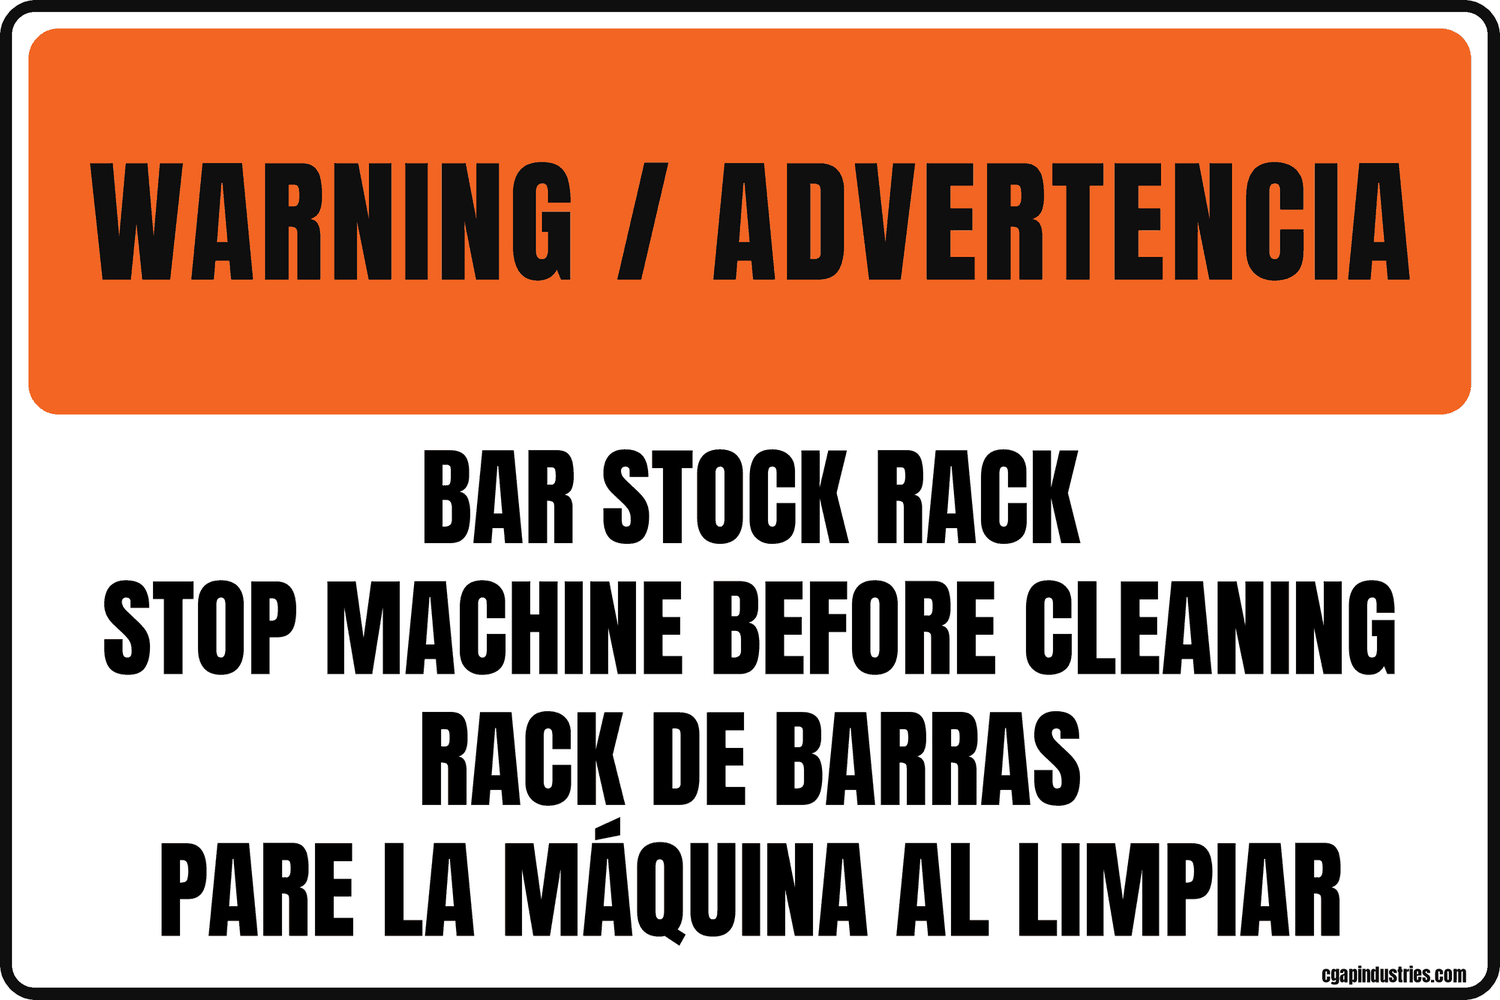 WARNING / ADVERTENCIA
BAR STOCK RACK
STOP MACHINE BEFORE CLEANING
RACK DE BARRAS
PARE LA MÁQUINA AL LIMPIAR
cgapindustries.com